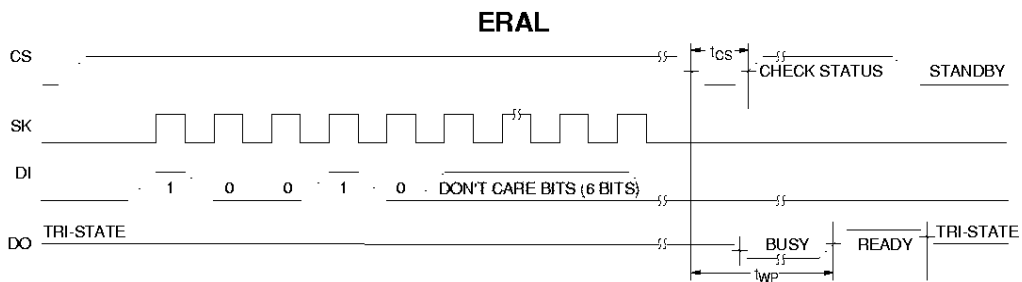 ERAL
CS
tCS
CHECK STATUS
STANDBY
SK
DI
1 0 0 1 0 DON'T CARE BITS (6 BITS)
DO
TRI-STATE
BUSY
READY
TRI-STATE
tWP